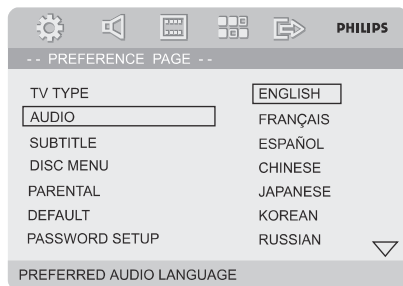 PHILIPS
-- PREFERENCE PAGE --
TV TYPE
AUDIO
SUBTITLE
DISC MENU
PARENTAL
DEFAULT
PASSWORD SETUP
ENGLISH
FRANÇAIS
ESPAÑOL
CHINESE
JAPANESE
KOREAN
RUSSIAN
PREFERRED AUDIO LANGUAGE